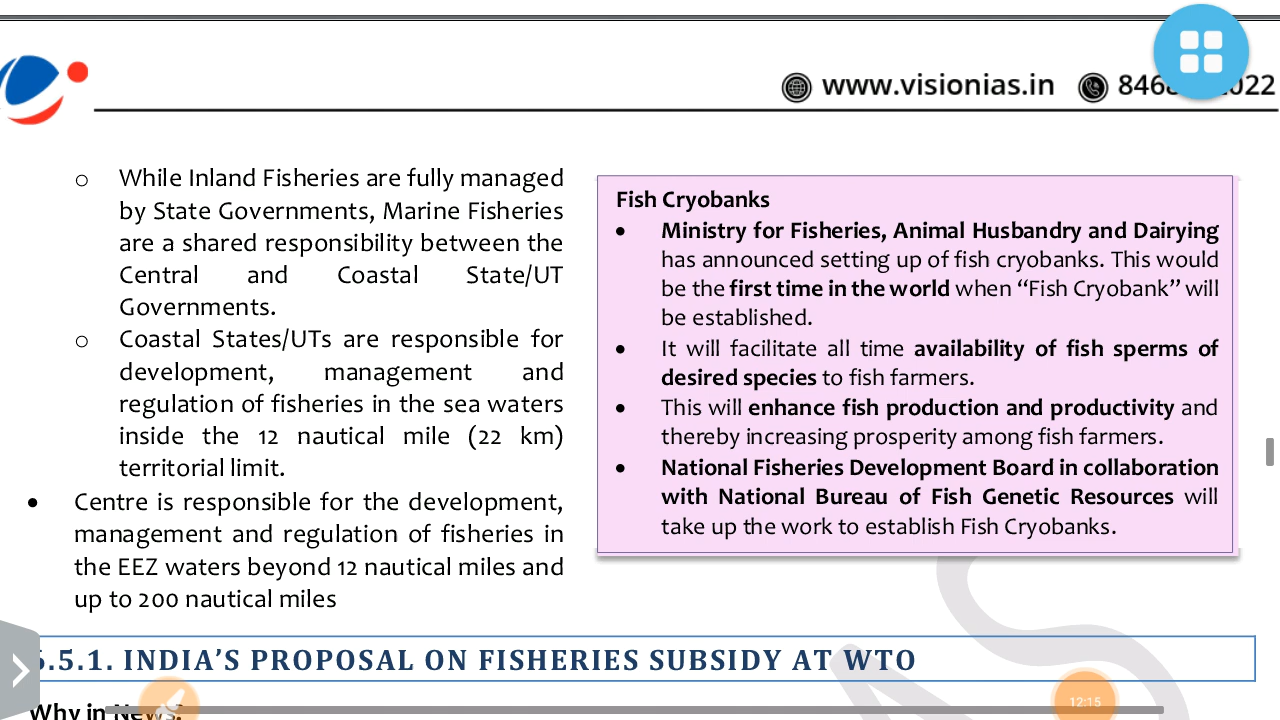 www.visionias.in
While Inland Fisheries are fully managed
by State Governments, Marine Fisheries
are a shared responsibility between the
Central and Coastal State/UT
Governments.
Coastal States/UTs are responsible for
development, management and
regulation of fisheries in the sea waters
inside the 12 nautical mile (22 km)
territorial limit.
Centre is responsible for the development,
management and regulation of fisheries in
the EEZ waters beyond 12 nautical miles and
up to 200 nautical miles
Fish Cryobanks
Ministry for Fisheries, Animal Husbandry and Dairying
has announced setting up of fish cryobanks. This would
be the first time in the world when “Fish Cryobank” will
be established.
It will facilitate all time availability of fish sperms of
desired species to fish farmers.
This will enhance fish production and productivity and
thereby increasing prosperity among fish farmers.
National Fisheries Development Board in collaboration
with National Bureau of Fish Genetic Resources will
take up the work to establish Fish Cryobanks.
.5.1. INDIA’S PROPOSAL ON FISHERIES SUBSIDY AT WTO
Why in News?
12:15